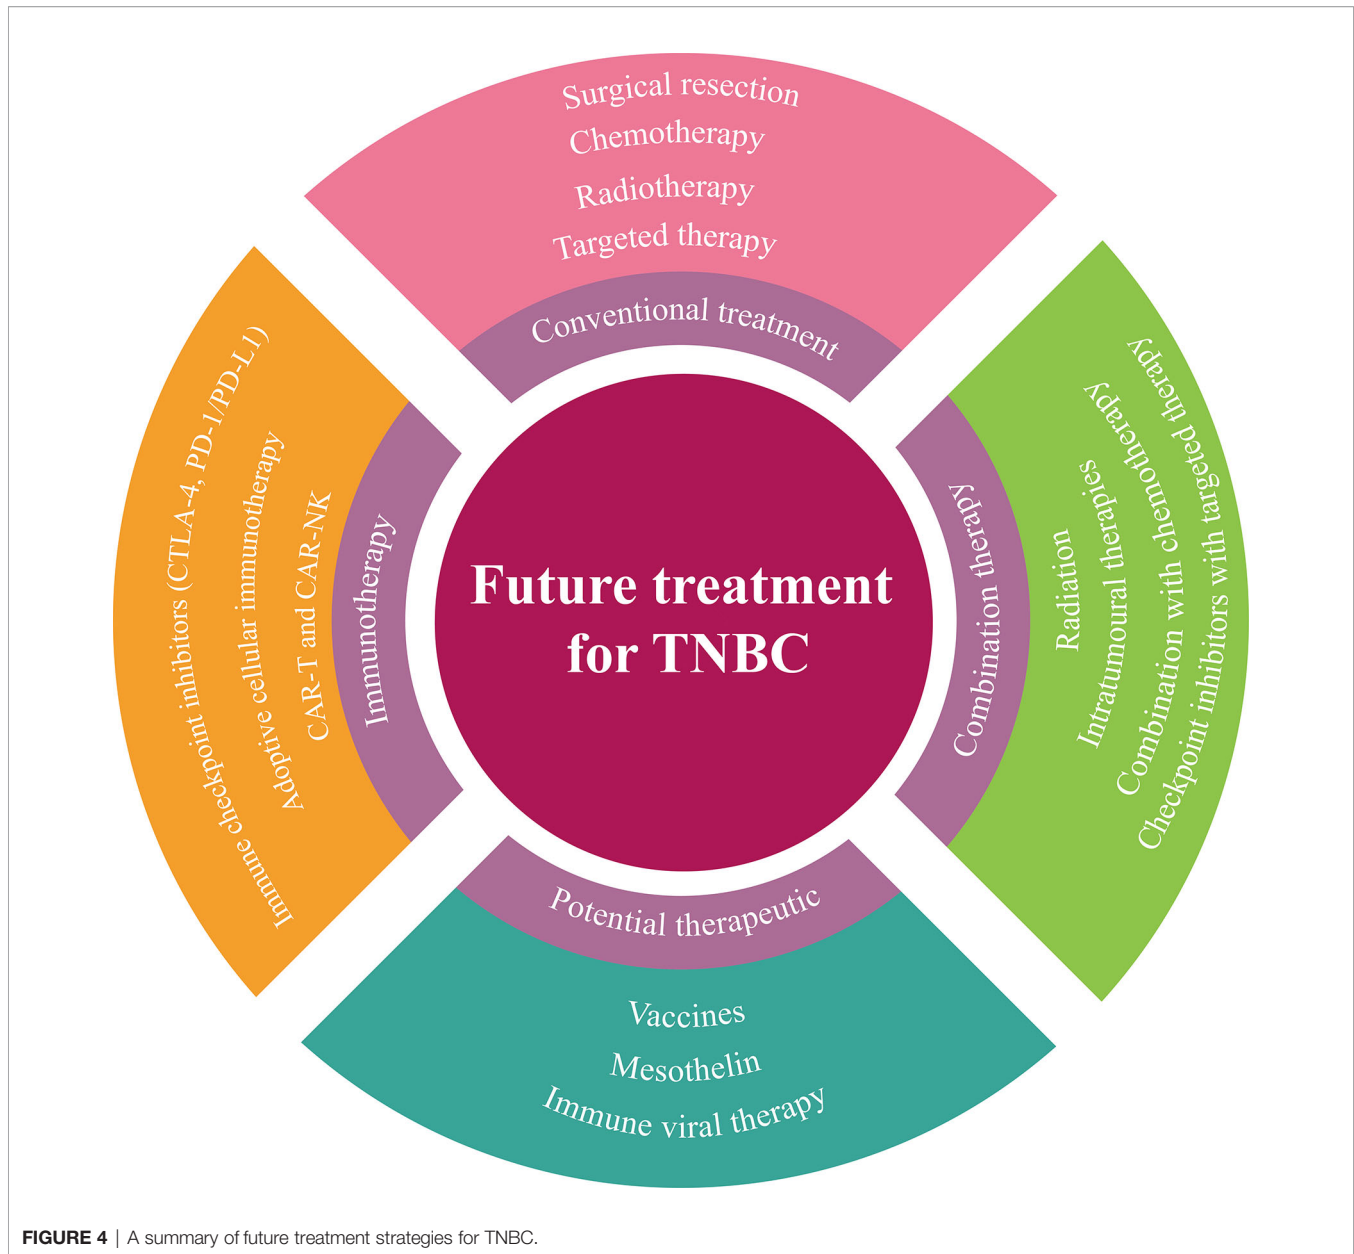 Surgical resection
Chemotherapy
Radiotherapy
Targeted therapy
Conventional treatment
Immune checkpoint inhibitors (CTLA-4, PD-1/PD-L1)
Adoptive cellular immunotherapy
CAR-T and CAR-NK
Immunotherapy
Future treatment
for TNBC
Combination therapy
Radiation
Intratumoural therapies
Combination with chemotherapy
Checkpoint inhibitors with targeted therapy
Potential therapeutic
Vaccines
Mesothelin
Immune viral therapy
FIGURE 4 | A summary of future treatment strategies for TNBC.